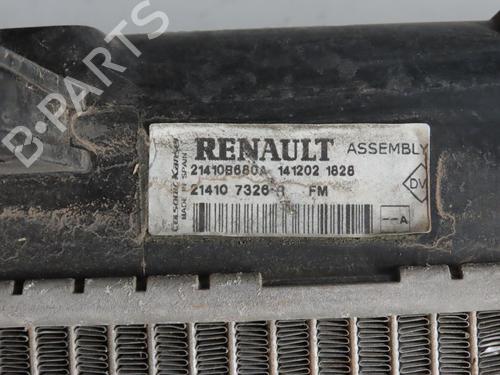 B-PARTS
RENAULT ASSEMBLY
Calsonic Kansei
MADE IN SPAIN
214108660A 141202 1828
21410 7326 R FM
DV
--A